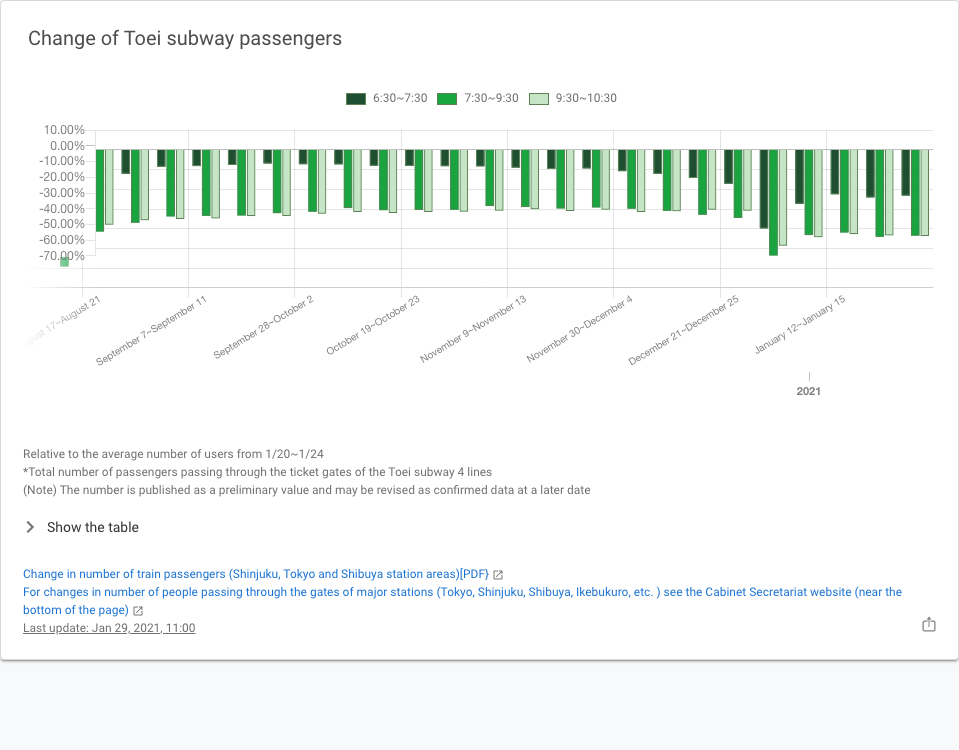 Change of Toei subway passengers
6:30~7:30 7:30~9:30 9:30~10:30
10.00%
0.00%
-10.00%
-20.00%
-30.00%
-40.00%
-50.00%
-60.00%
-70.00%
17~August 21
September 7~September 11
September 28~October 2
October 19~October 23
November 9~November 13
November 30~December 4
December 21~December 25
January 12~January 15
2021
Relative to the average number of users from 1/20~1/24
*Total number of passengers passing through the ticket gates of the Toei subway 4 lines
(Note) The number is published as a preliminary value and may be revised as confirmed data at a later date
Show the table
Change in number of train passengers (Shinjuku, Tokyo and Shibuya station areas)[PDF}
For changes in number of people passing through the gates of major stations (Tokyo, Shinjuku, Shibuya, Ikebukuro, etc. ) see the Cabinet Secretariat website (near the
bottom of the page)
Last update: Jan 29, 2021, 11:00